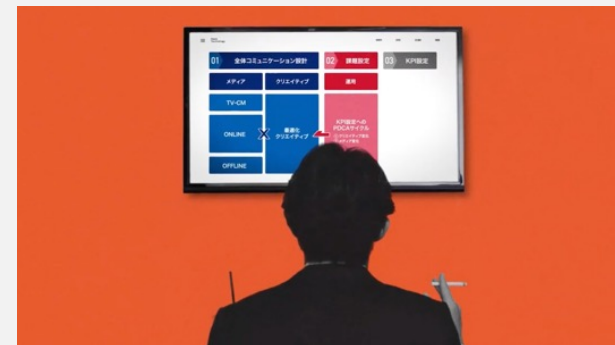 01 全体コミュニケーション設計
02 課題設定
03 KPI設定
メディア
クリエイティブ
運用
TV-CM
ONLINE
OFFLINE
X
最適化
クリエイティブ
KPI設定への
PDCAサイクル